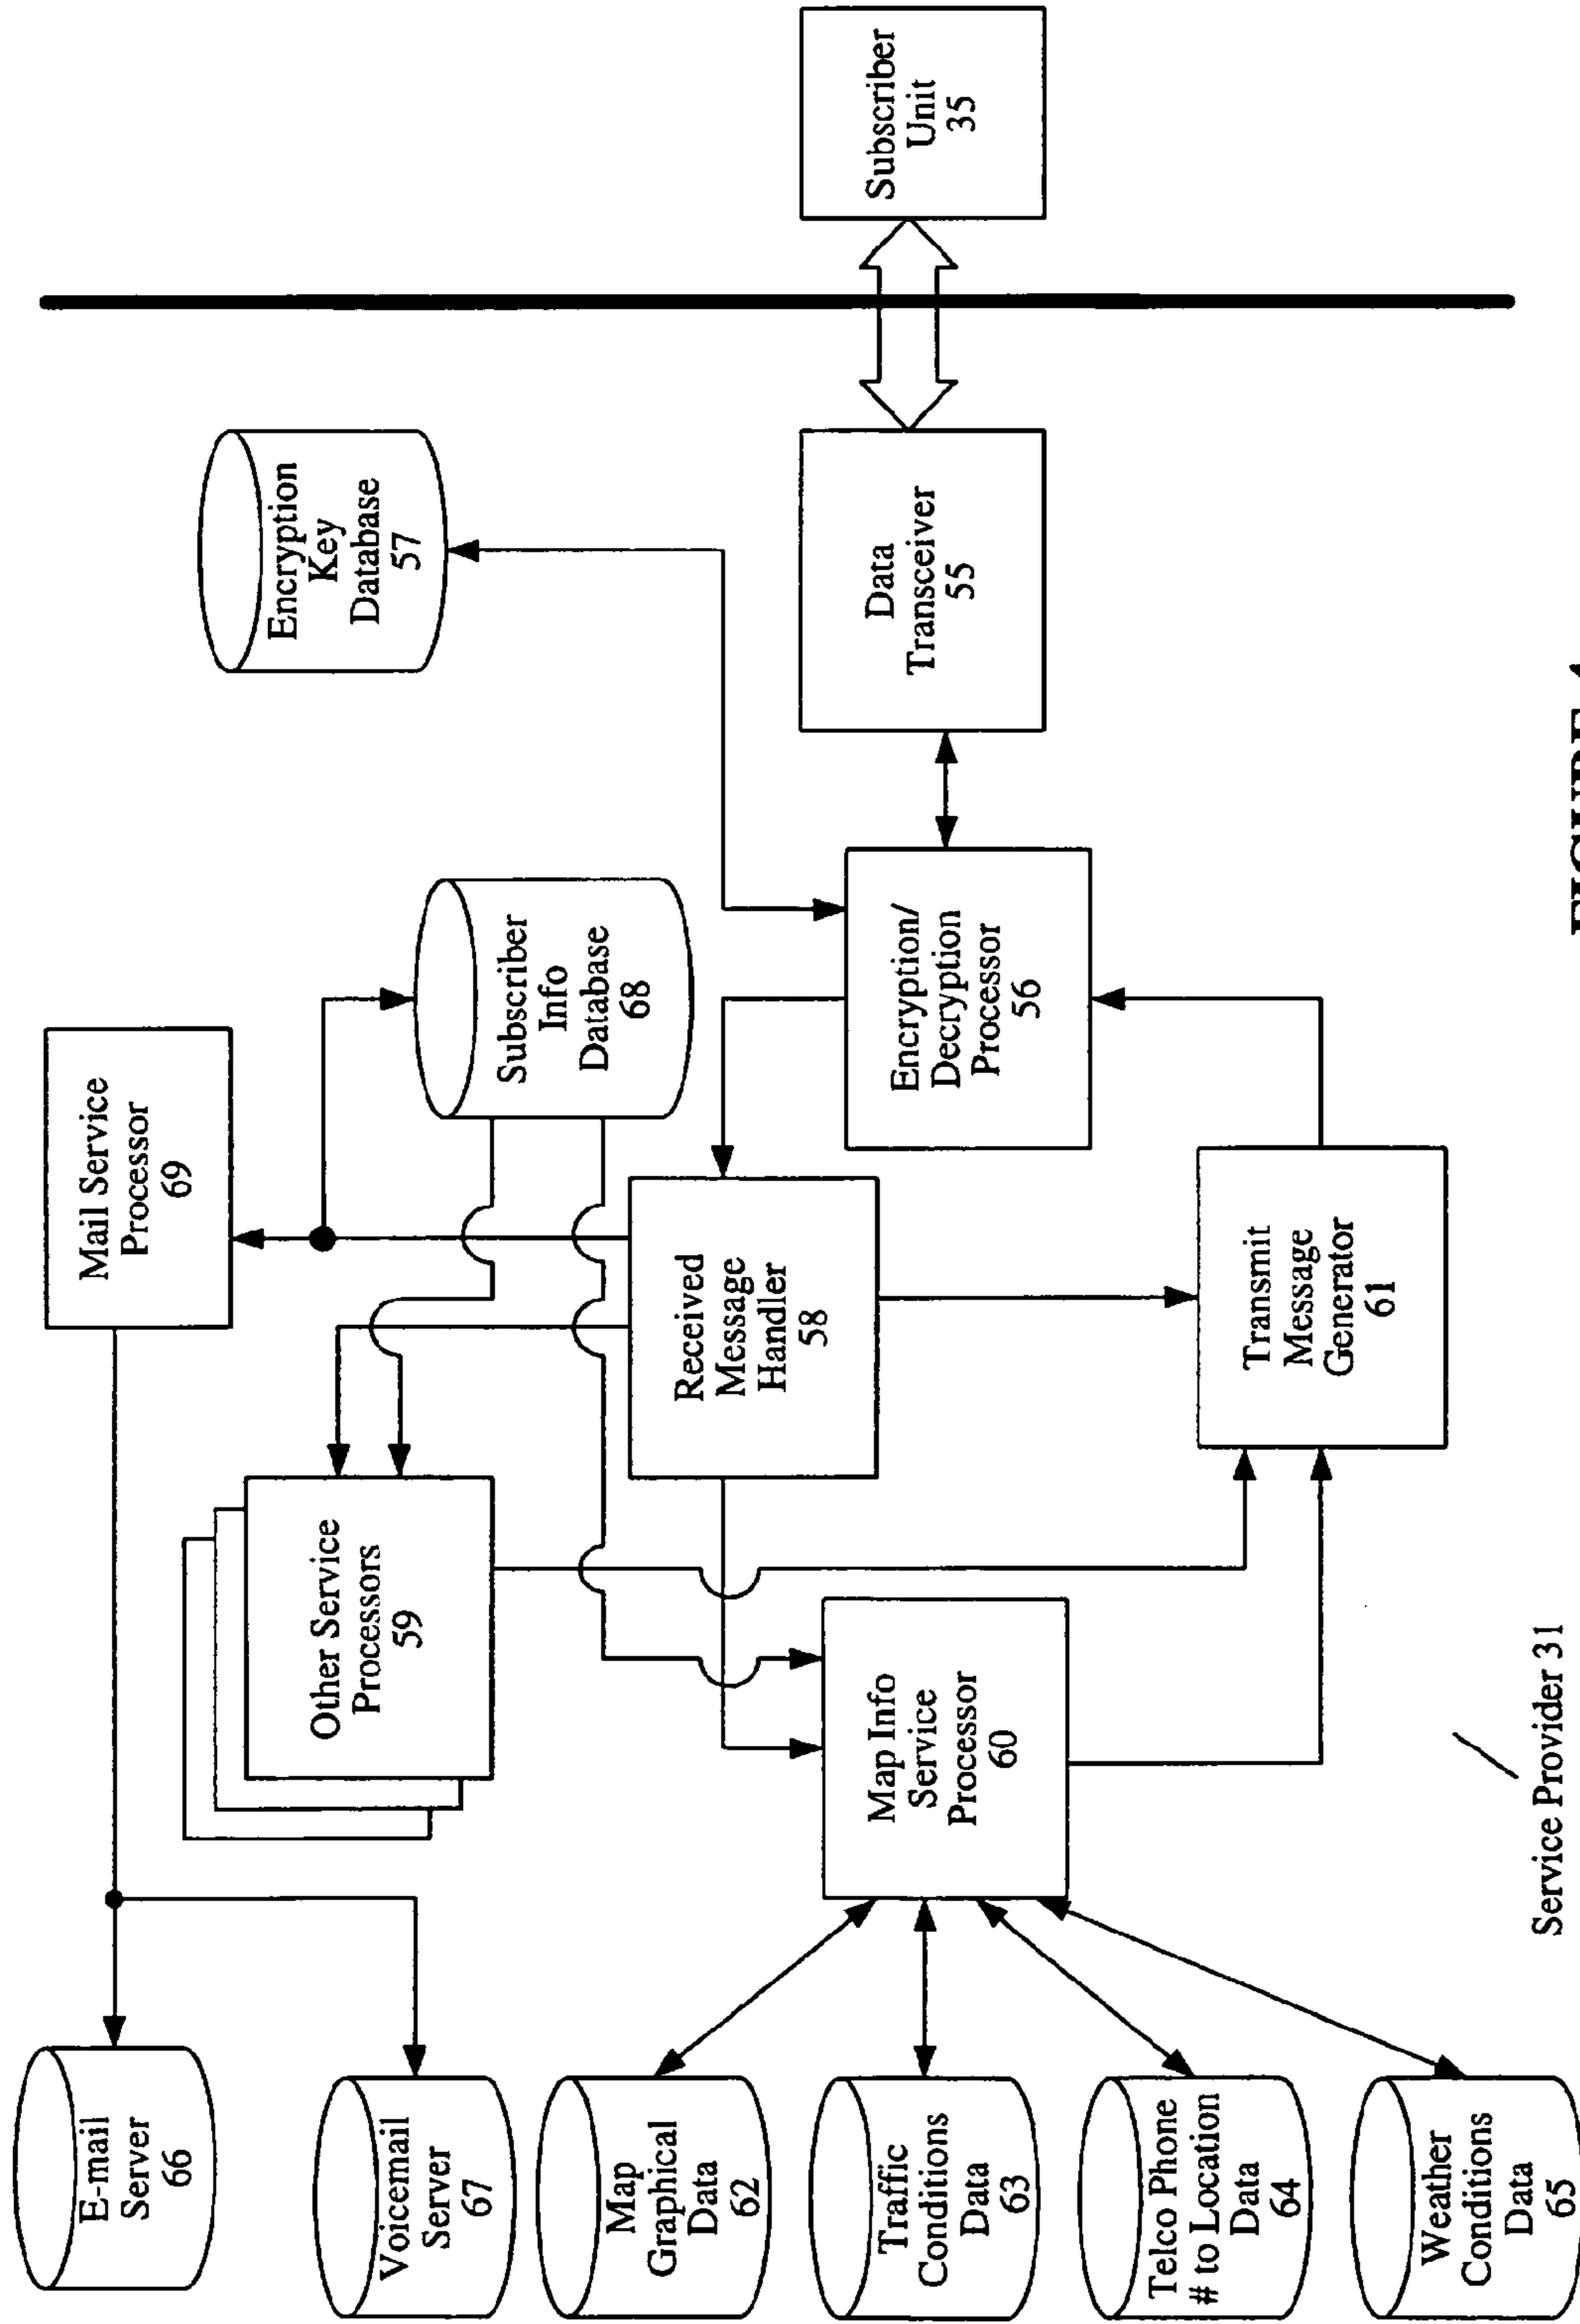 E-mail
Server
66
Voicemail
Server
67
Map
Graphical
Data
62
Traffic
Conditions
Data
63
Telco Phone
# to Location
Data
64
Weather
Conditions
Data
65
Other Service
Processors
59
Map Info
Service
Processor
60
Mail Service
Processor
69
Received
Message
Handler
58
Transmit
Message
Generator
61
Subscriber
Info
Database
68
Encryption/
Decryption
Processor
56
Encryption
Key
Database
57
Data
Transceiver
55
Subscriber
Unit
35
Service Provider 31
FIGURE